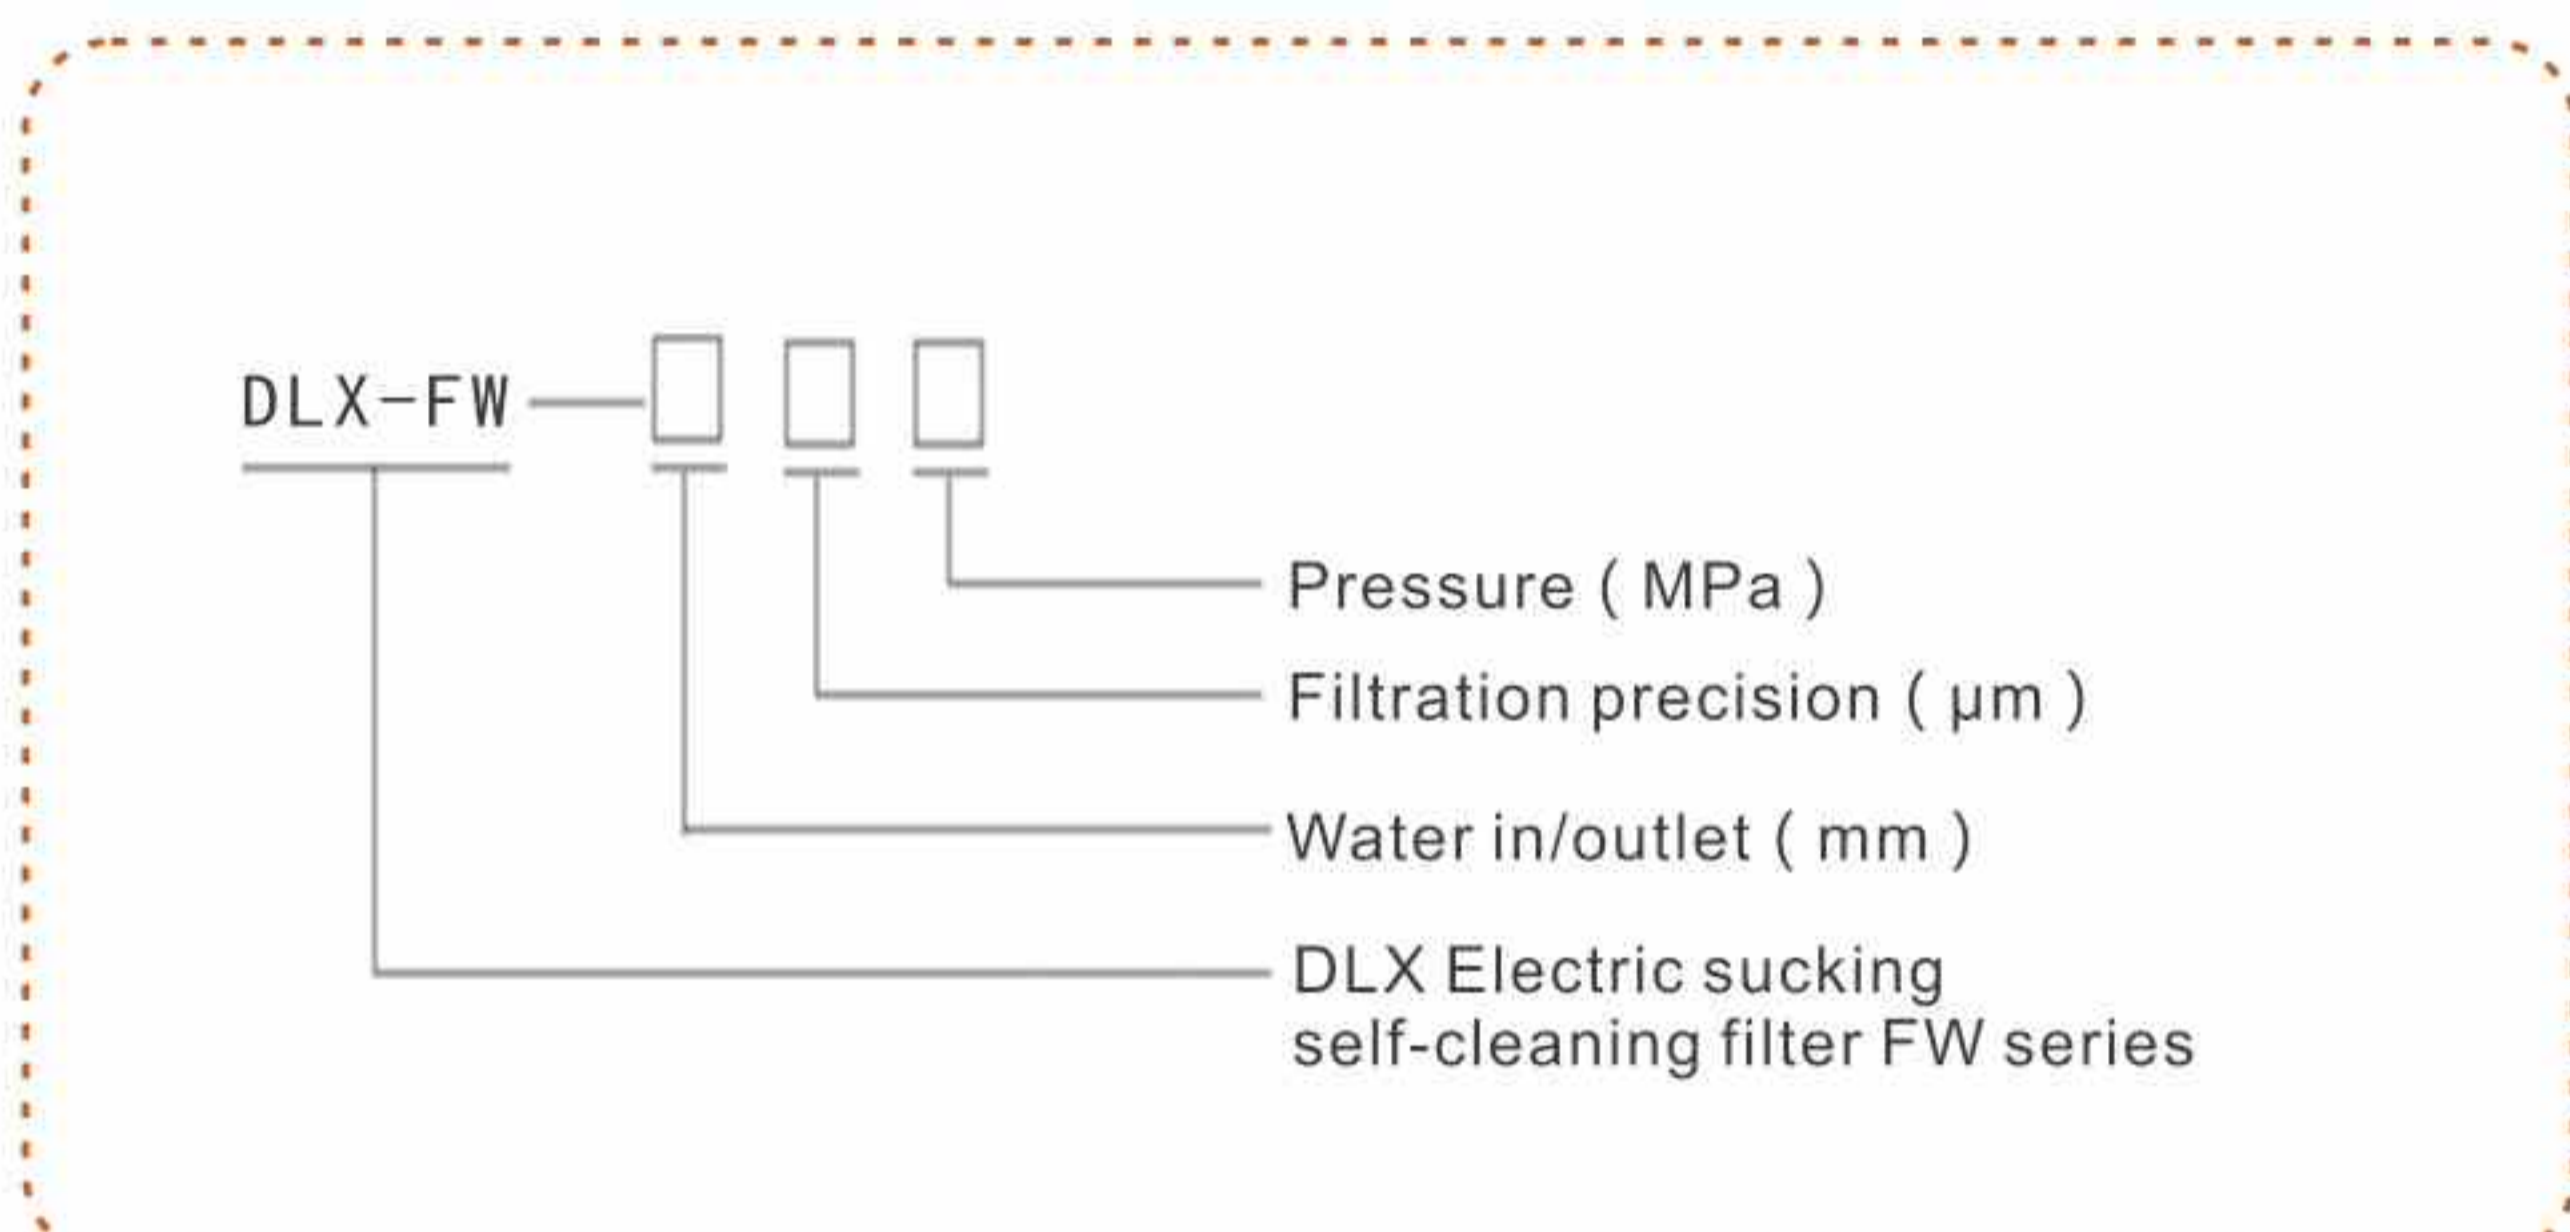 DLX-FW—□ □ □
Pressure ( MPa )
Filtration precision ( µm )
Water in/outlet ( mm )
DLX Electric sucking
self-cleaning filter FW series